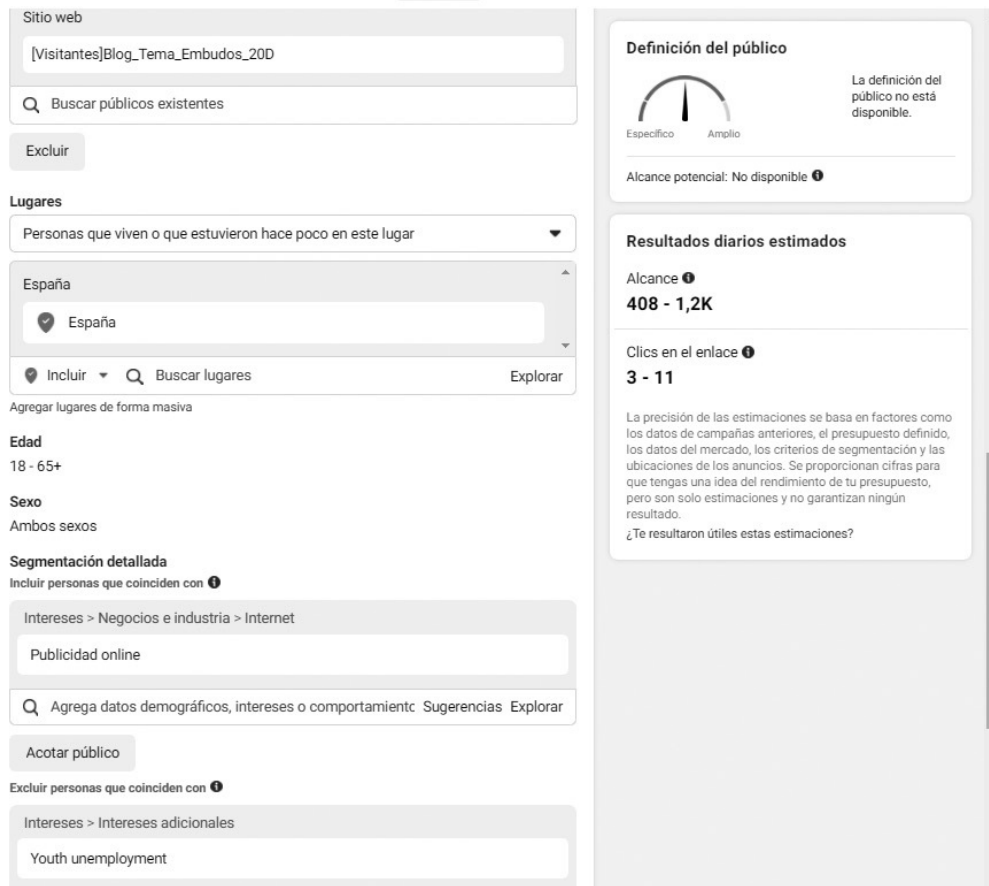 Sitio web
[Visitantes]Blog_Tema_Embudos_20D
Buscar públicos existentes
Excluir
Lugares
Personas que viven o que estuvieron hace poco en este lugar
España
España
Incluir
Buscar lugares
Explorar
Agregar lugares de forma masiva
Edad
18 - 65+
Sexo
Ambos sexos
Segmentación detallada
Incluir personas que coinciden con
Intereses > Negocios e industria > Internet
Publicidad online
Agrega datos demográficos, intereses o comportamientc Sugerencias Explorar
Acotar público
Excluir personas que coinciden con
Intereses > Intereses adicionales
Youth unemployment
Definición del público
Específico
Amplio
La definición del
público no está
disponible.
Alcance potencial: No disponible
Resultados diarios estimados
Alcance
408 - 1,2K
Clics en el enlace
3 - 11
La precisión de las estimaciones se basa en factores como
los datos de campañas anteriores, el presupuesto definido,
los datos del mercado, los criterios de segmentación y las
ubicaciones de los anuncios. Se proporcionan cifras para
que tengas una idea del rendimiento de tu presupuesto,
pero son solo estimaciones y no garantizan ningún
resultado.
¿Te resultaron útiles estas estimaciones?